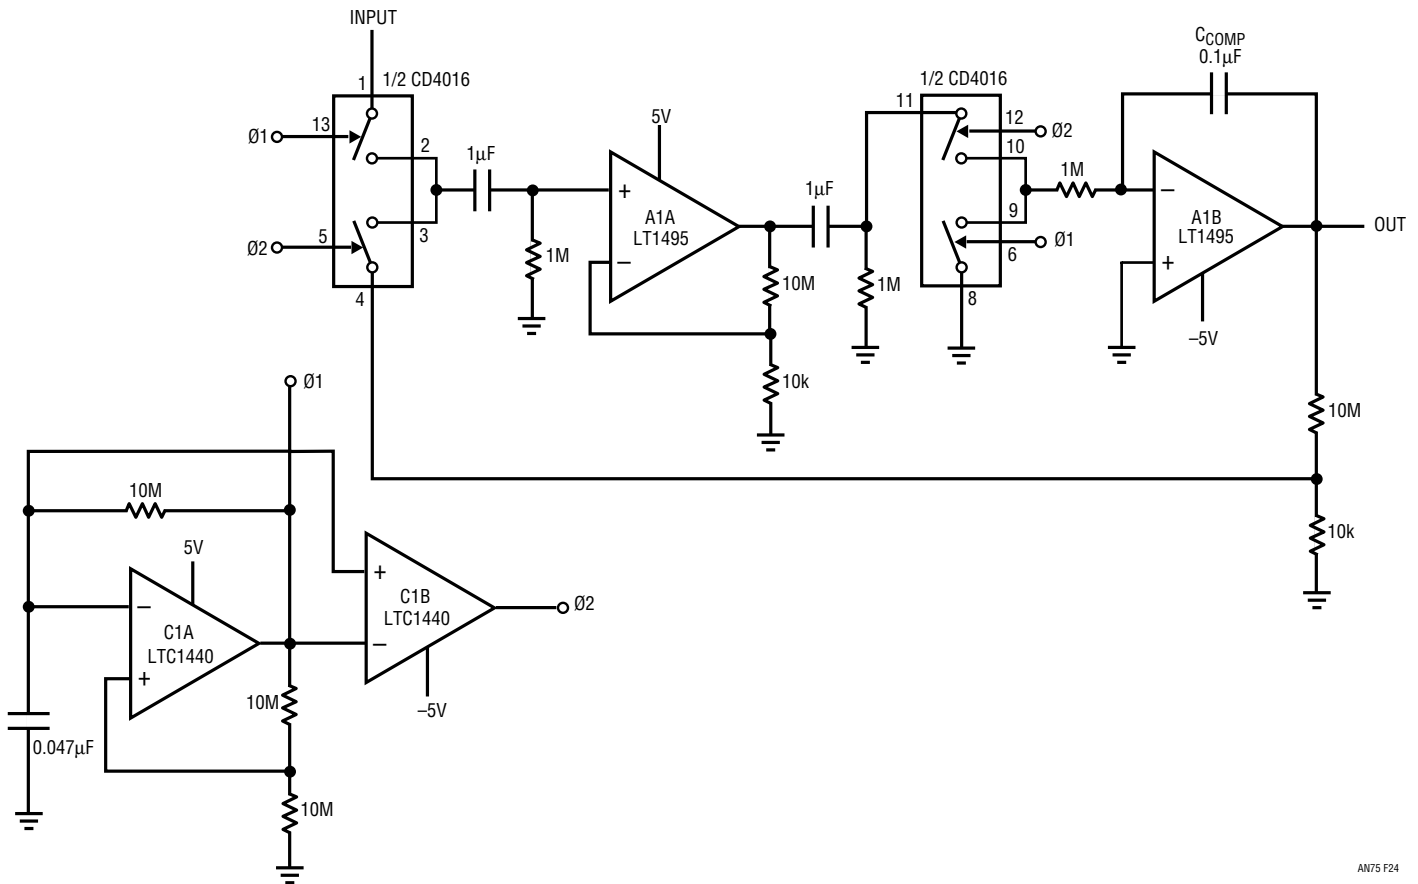 INPUT
1
1/2 CD4016
Ø1
13
2
Ø2
5
3
4
1µF
1M
5V
+
A1A
LT1495
−
10M
10k
1µF
1M
1/2 CD4016
11
12
Ø2
10
9
Ø1
6
8
1M
CCOMP
0.1µF
−
A1B
LT1495
+
−5V
OUT
10M
10k
Ø1
10M
5V
−
C1A
LTC1440
+
0.047µF
10M
10M
+
C1B
LTC1440
−
−5V
Ø2
AN75 F24